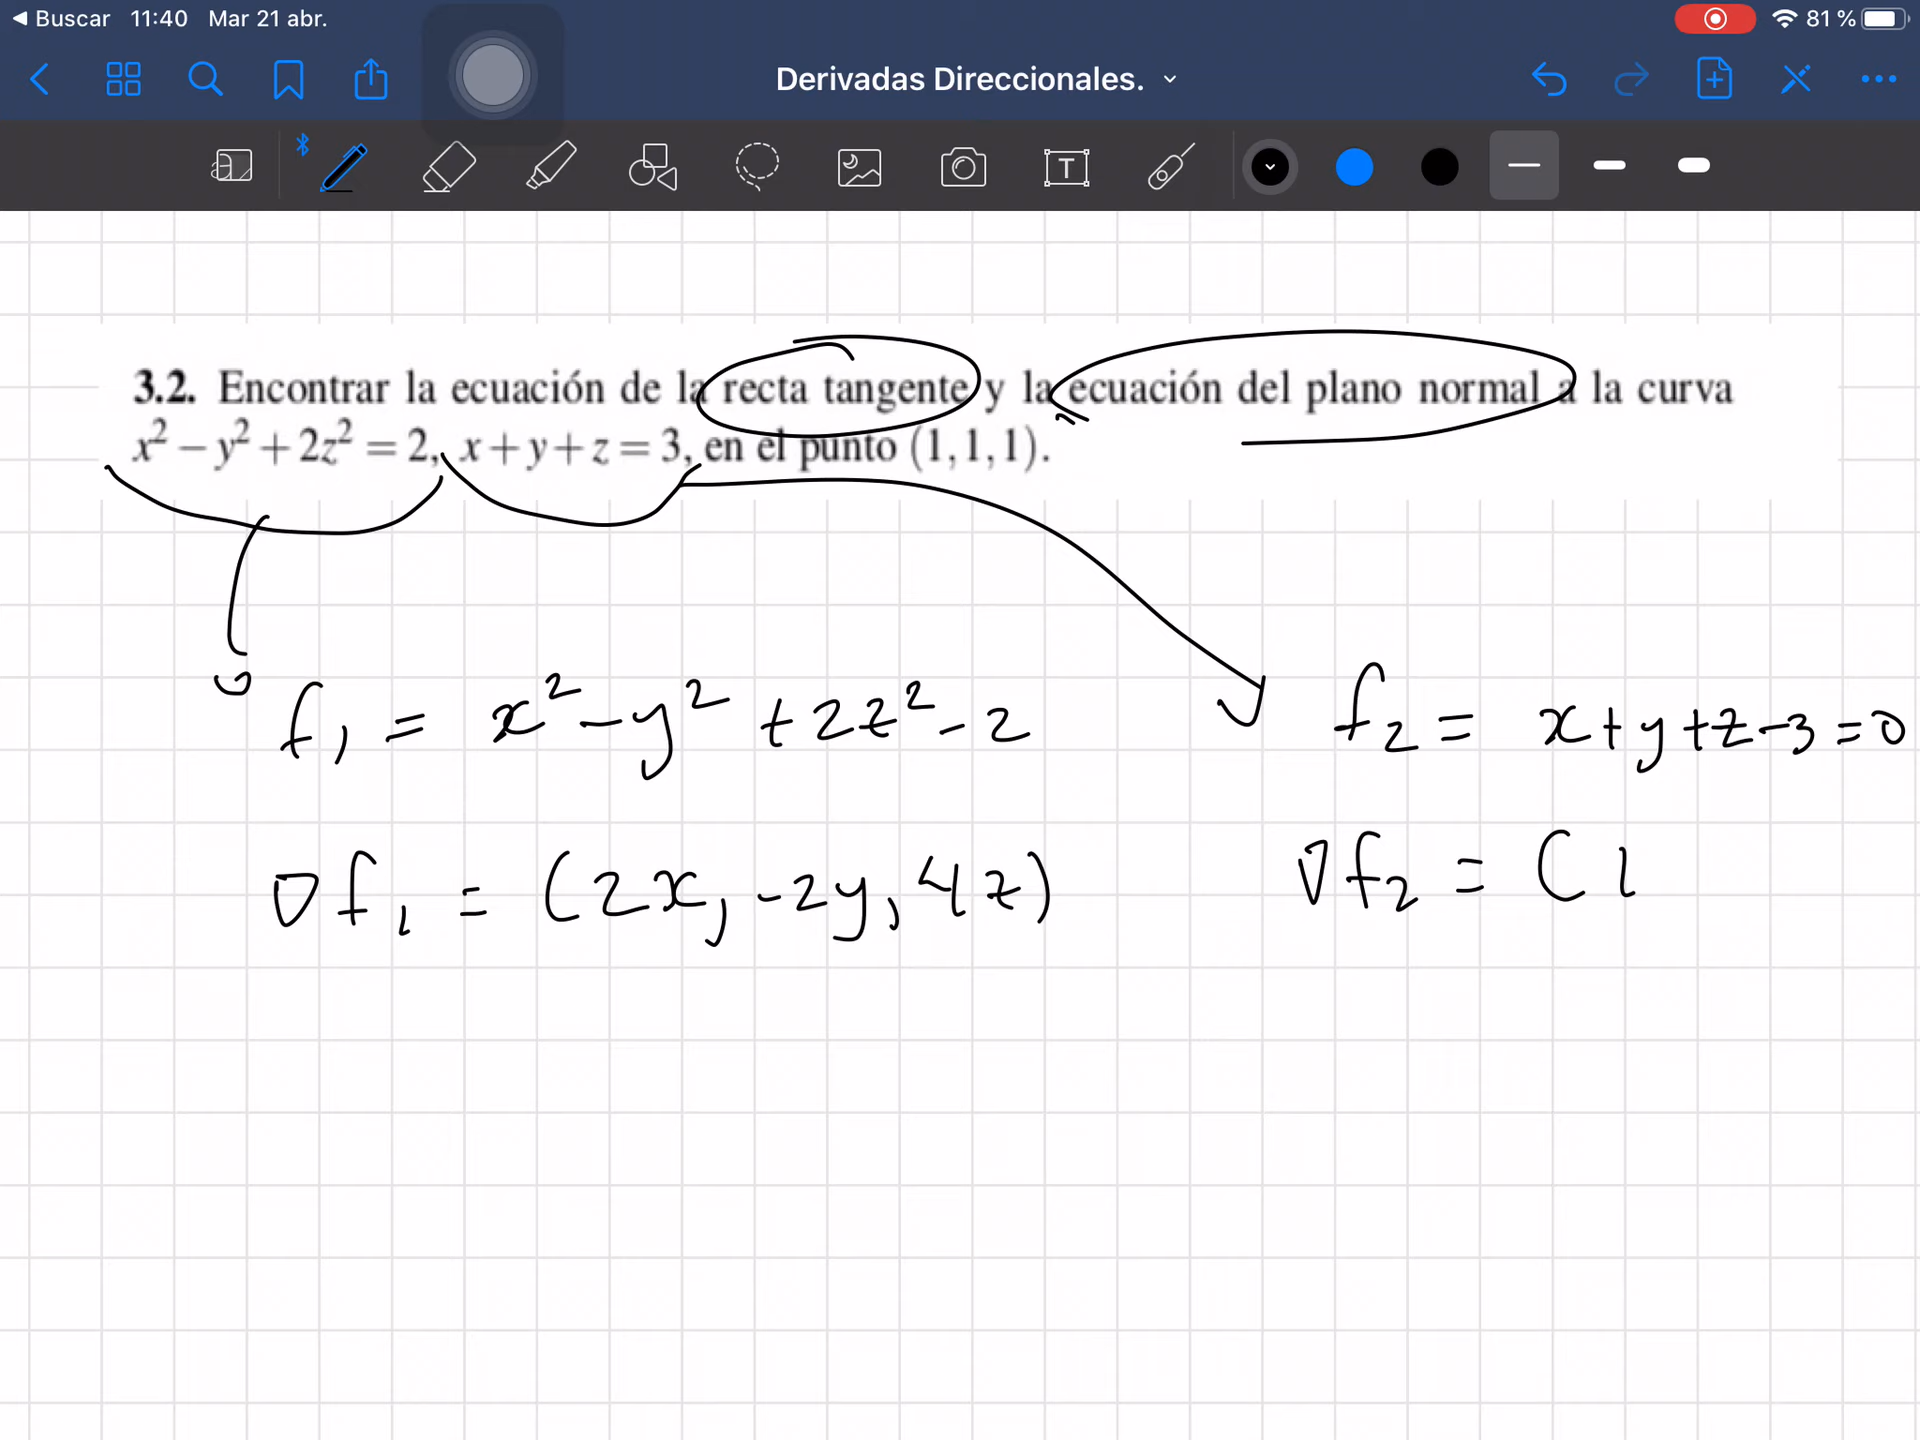 ◀ Buscar 11:40 Mar 21 abr. 81 %
Derivadas Direccionales.
T
3.2. Encontrar la ecuación de la recta tangente y la ecuación del plano normal a la curva
x² − y² + 2z² = 2, x + y + z = 3, en el punto (1, 1, 1).
f₁ = x² − y² + 2z² − 2
f₂ = x + y + z − 3 = 0
∇f₁ = (2x, −2y, 4z)
∇f₂ = (1